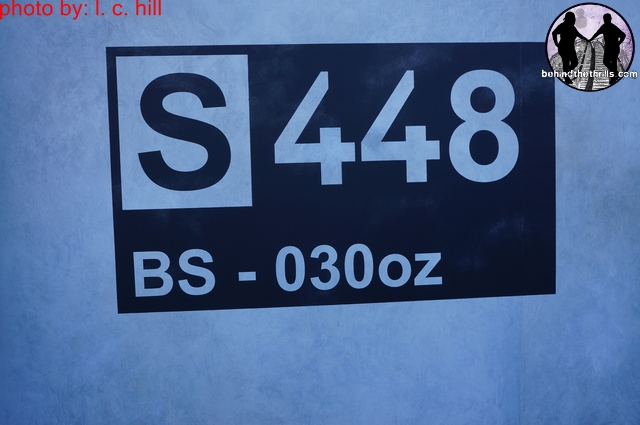 photo by: l. c. hill
behindthethrills.com
S 448
BS - 030oz